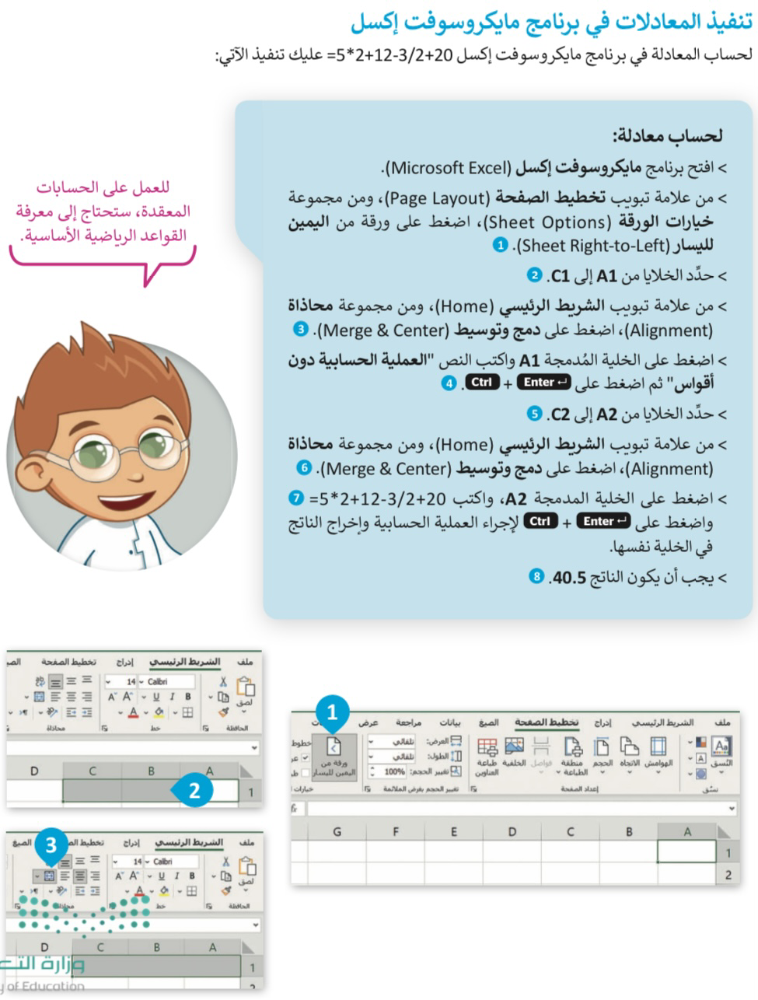 تنفيذ المعادلات في برنامج مايكروسوفت إكسل
لحساب المعادلة في برنامج مايكروسوفت إكسل 20+3/2-12+2*5= عليك تنفيذ الآتي:
لحساب معادلة:
> افتح برنامج مايكروسوفت إكسل (Microsoft Excel).
> من علامة تبويب تخطيط الصفحة (Page Layout)، ومن مجموعة
خيارات الورقة (Sheet Options)، اضغط على ورقة من اليمين
لليسار (Sheet Right-to-Left). 1
> حدِّد الخلايا من A1 إلى C1. 2
> من علامة تبويب الشريط الرئيسي (Home)، ومن مجموعة محاذاة
(Alignment)، اضغط على دمج وتوسيط (Merge & Center). 3
> اضغط على الخلية المُدمجة A1 واكتب النص "العملية الحسابية دون
أقواس" ثم اضغط على Enter + Ctrl. 4
> حدِّد الخلايا من A2 إلى C2. 5
> من علامة تبويب الشريط الرئيسي (Home)، ومن مجموعة محاذاة
(Alignment)، اضغط على دمج وتوسيط (Merge & Center). 6
> اضغط على الخلية المدمجة A2، واكتب =5*2+12-3/2+20 7
واضغط على Enter + Ctrl لإجراء العملية الحسابية وإخراج الناتج
في الخلية نفسها.
> يجب أن يكون الناتج 40.5. 8
للعمل على الحسابات
المعقدة، ستحتاج إلى معرفة
القواعد الرياضية الأساسية.
1
ملف الشريط الرئيسي إدراج تخطيط الصفحة الصيغ بيانات مراجعة عرض
النسق الهوامش الاتجاه الحجم منطقة الطباعة فواصل الخلفية طباعة العناوين
العرض: تلقائي
الطول: تلقائي
تغيير الحجم: 100%
ورقة من اليمين لليسار
نسق إعداد الصفحة تغيير الحجم بغرض الملائمة خيارات
fx
A B C D E F G
1
2
ملف الشريط الرئيسي إدراج تخطيط الصفحة
لصق Calibri 14
B I U A A
الحافظة خط محاذاة
A B C D
2
1
3
ملف الشريط الرئيسي إدراج تخطيط الصيغ
لصق Calibri 14
B I U A A
الحافظة خط محاذاة
A B C D
1
وزارة التع
y of Education